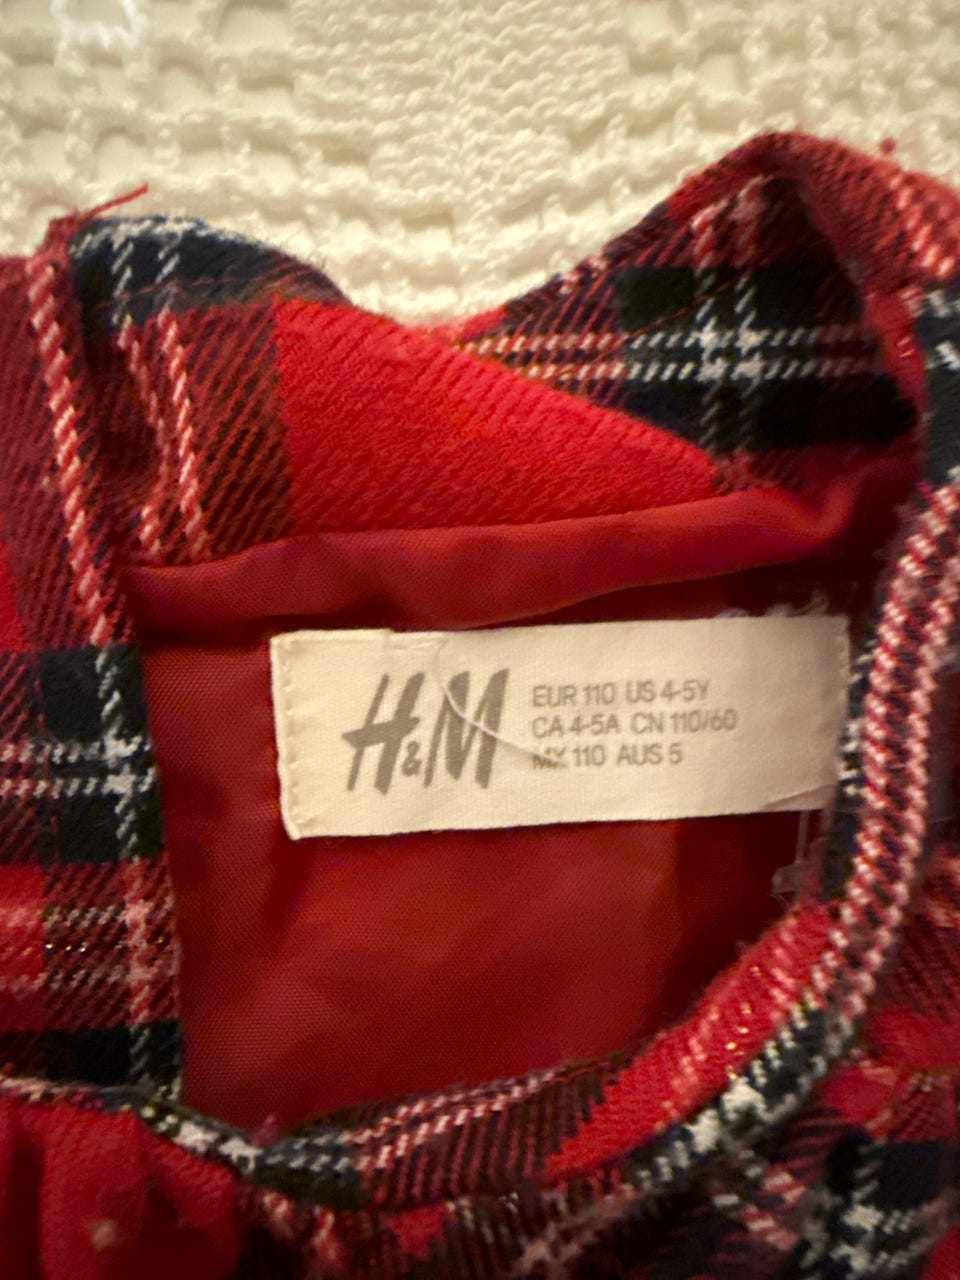 H&M
EUR 110 US 4-5Y
CA 4-5A CN 110/60
MX 110 AUS 5